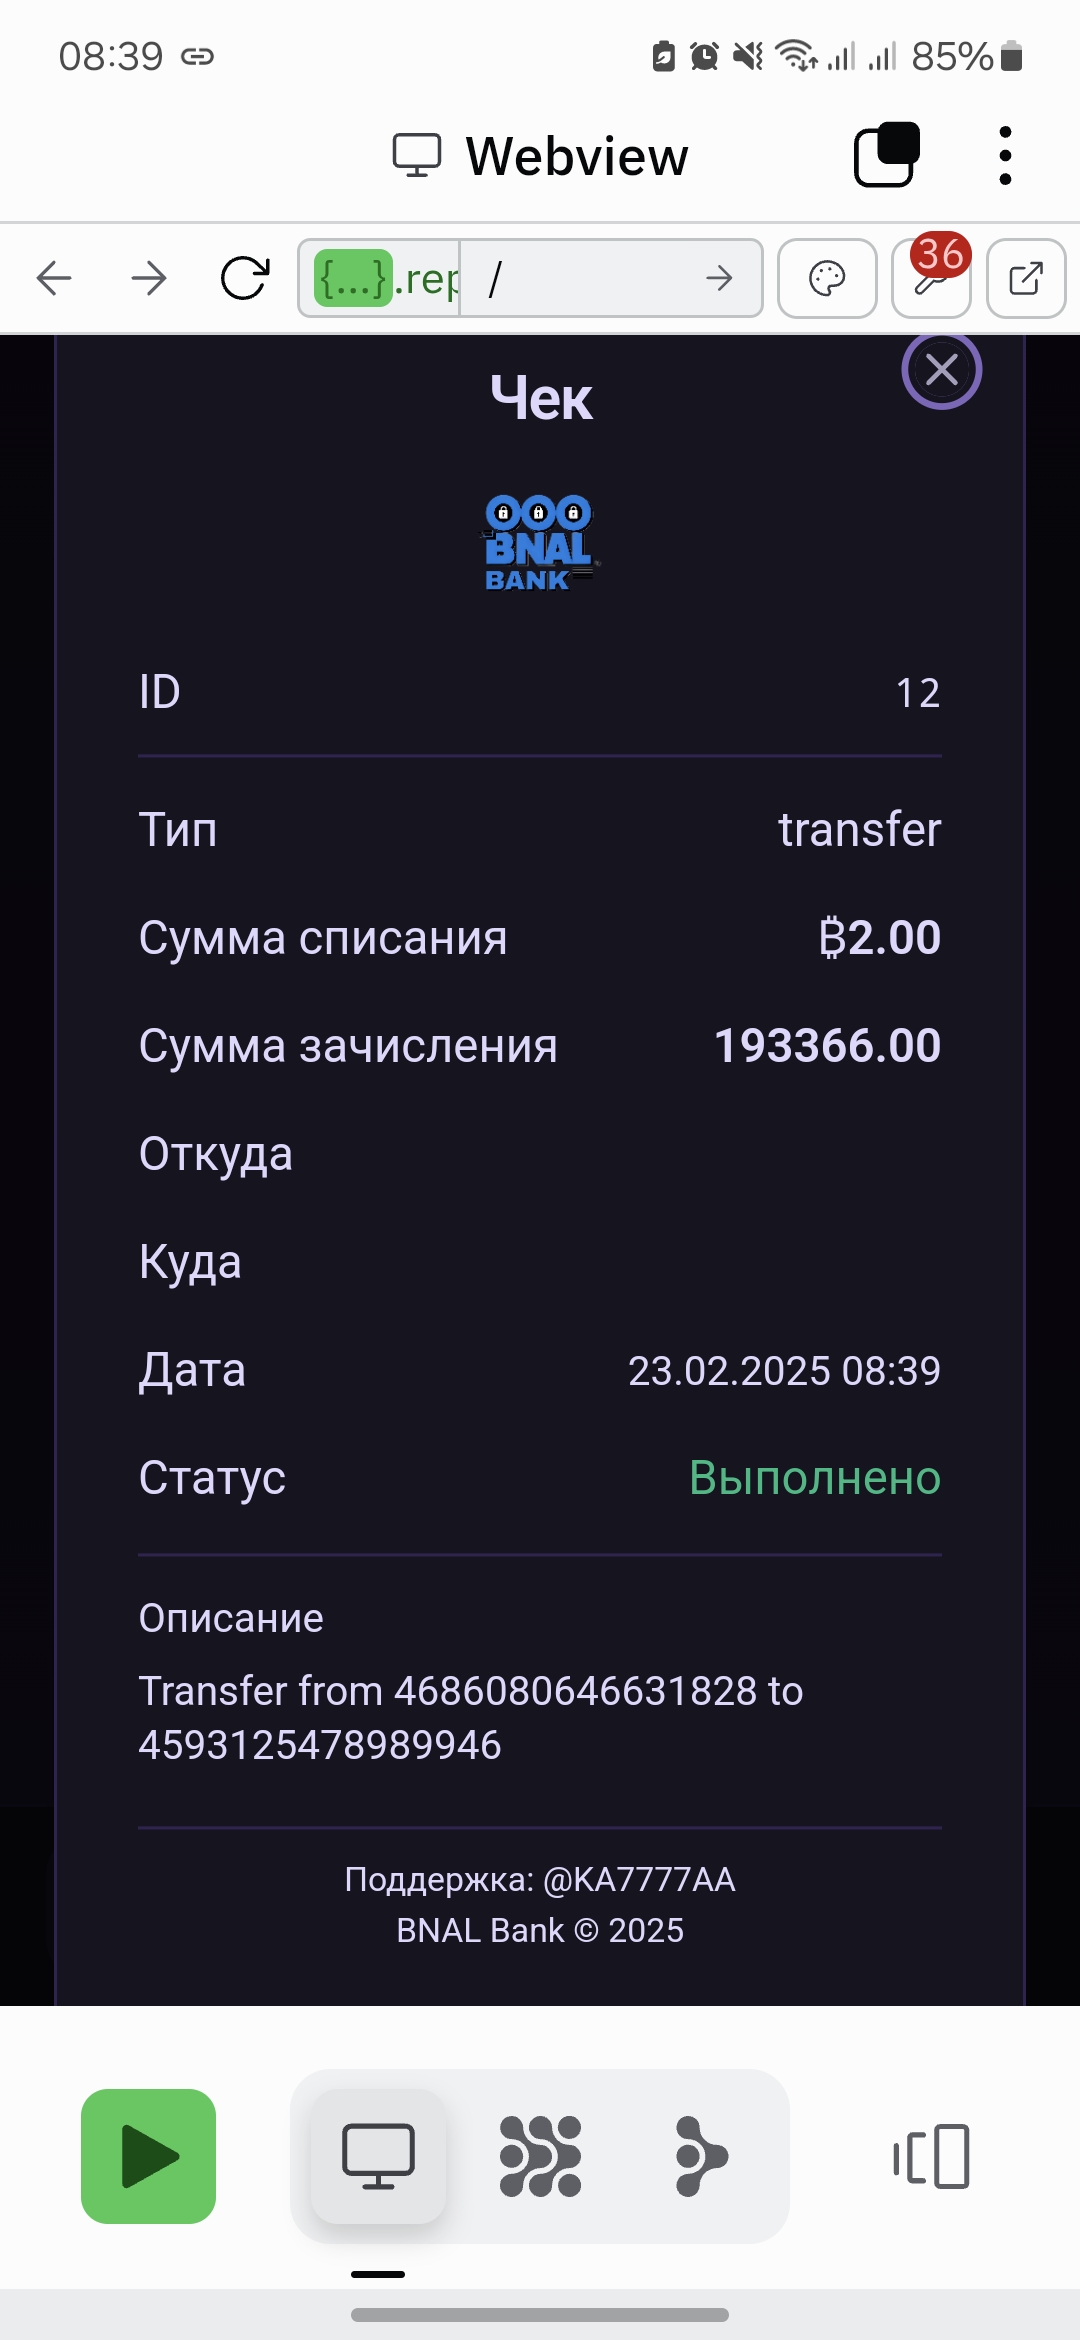 08:39
85%
Webview
{...}.rep /
36
Чек
BNAL
BANK
ID 12
Тип transfer
Сумма списания ₿2.00
Сумма зачисления 193366.00
Откуда
Куда
Дата 23.02.2025 08:39
Статус Выполнено
Описание
Transfer from 4686080646631828 to
4593125478989946
Поддержка: @KA7777AA
BNAL Bank © 2025